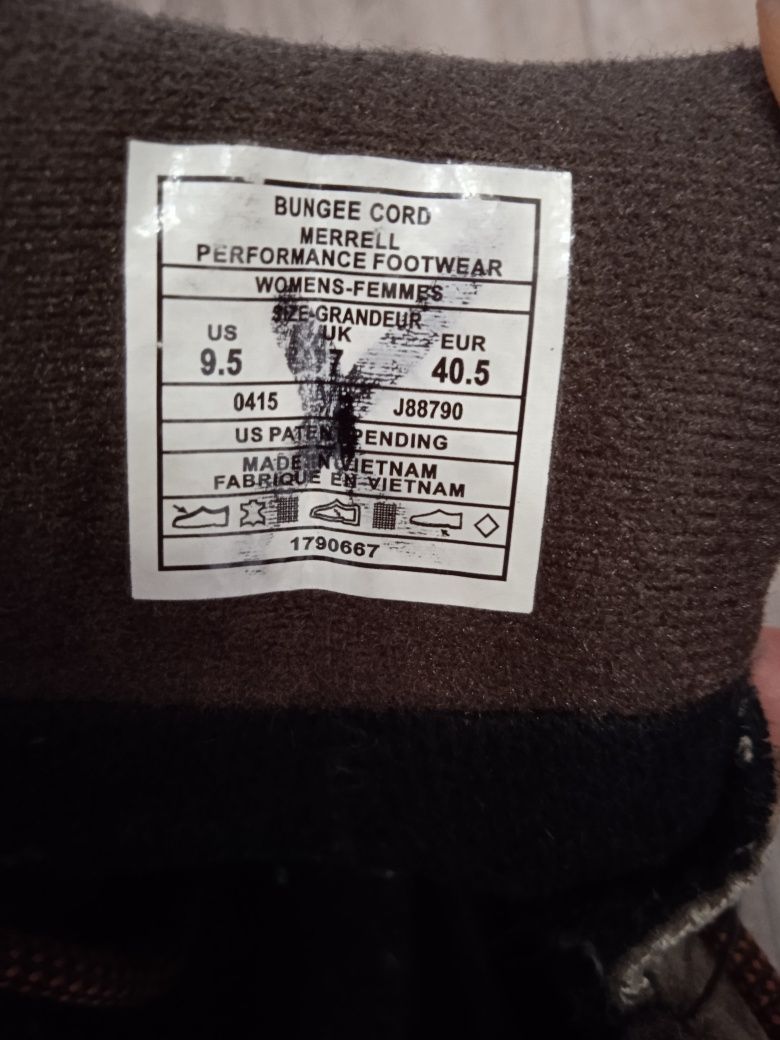 BUNGEE CORD
MERRELL
PERFORMANCE FOOTWEAR
WOMENS-FEMMES
SIZE-GRANDEUR
US UK EUR
9.5 7 40.5
0415 J88790
US PATENT PENDING
MADE IN VIETNAM
FABRIQUE EN VIETNAM
1790667